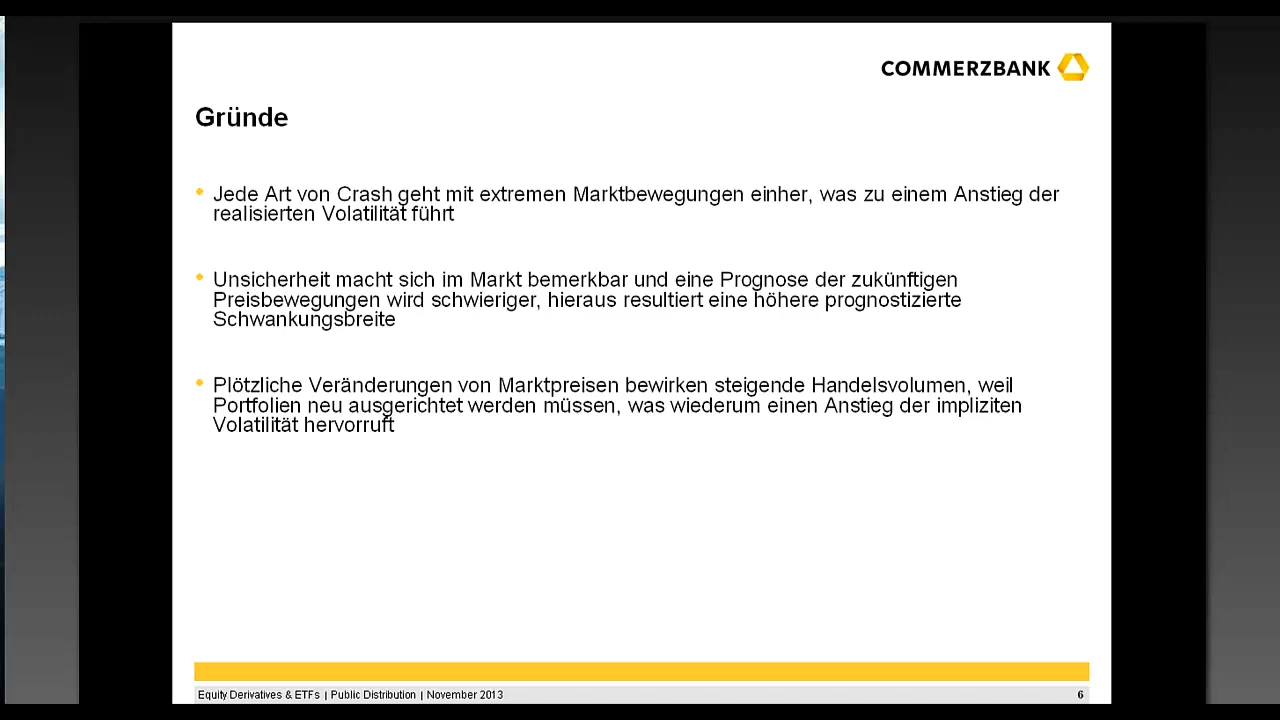 COMMERZBANK
Gründe
• Jede Art von Crash geht mit extremen Marktbewegungen einher, was zu einem Anstieg der
realisierten Volatilität führt
• Unsicherheit macht sich im Markt bemerkbar und eine Prognose der zukünftigen
Preisbewegungen wird schwieriger, hieraus resultiert eine höhere prognostizierte
Schwankungsbreite
• Plötzliche Veränderungen von Marktpreisen bewirken steigende Handelsvolumen, weil
Portfolien neu ausgerichtet werden müssen, was wiederum einen Anstieg der impliziten
Volatilität hervorruft
Equity Derivatives & ETFs | Public Distribution | November 2013 6